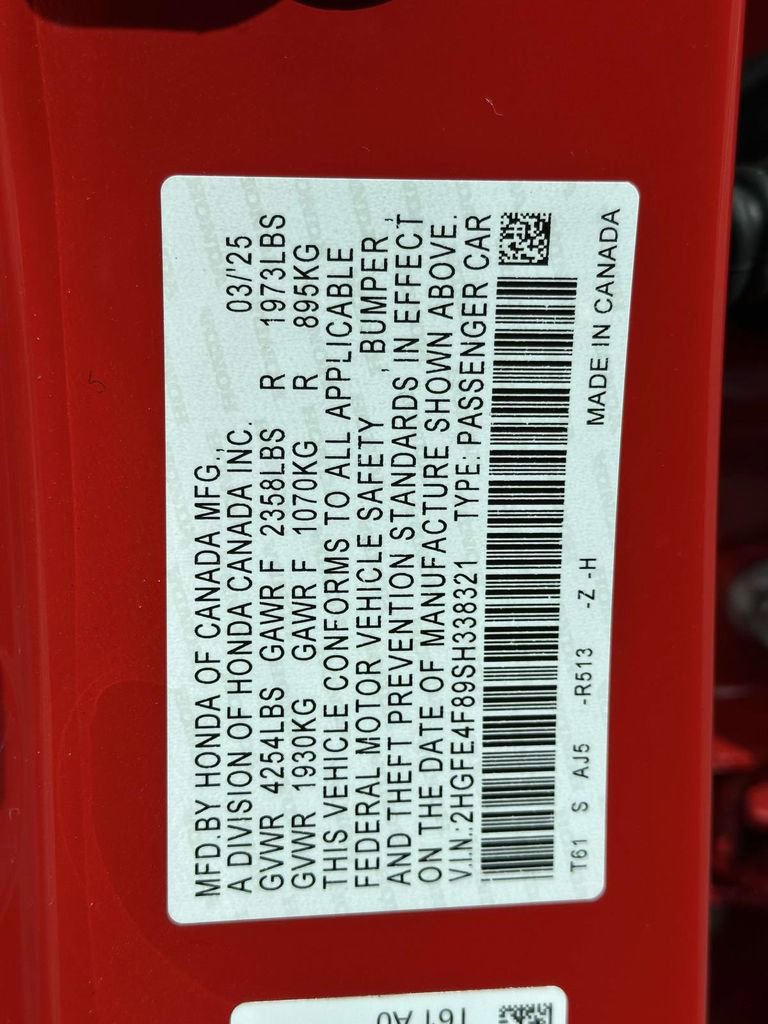 MFD.BY HONDA OF CANADA MFG.,
A DIVISION OF HONDA CANADA INC. 03/'25
GVWR 4254LBS GAWR F 2358LBS R 1973LBS
GVWR 1930KG GAWR F 1070KG R 895KG
THIS VEHICLE CONFORMS TO ALL APPLICABLE
FEDERAL MOTOR VEHICLE SAFETY , BUMPER ,
AND THEFT PREVENTION STANDARDS IN EFFECT
ON THE DATE OF MANUFACTURE SHOWN ABOVE.
V.I.N.:2HGFE4F89SH338321 TYPE: PASSENGER CAR
T61 S AJ5 -R513 -Z -H MADE IN CANADA
T61 A0